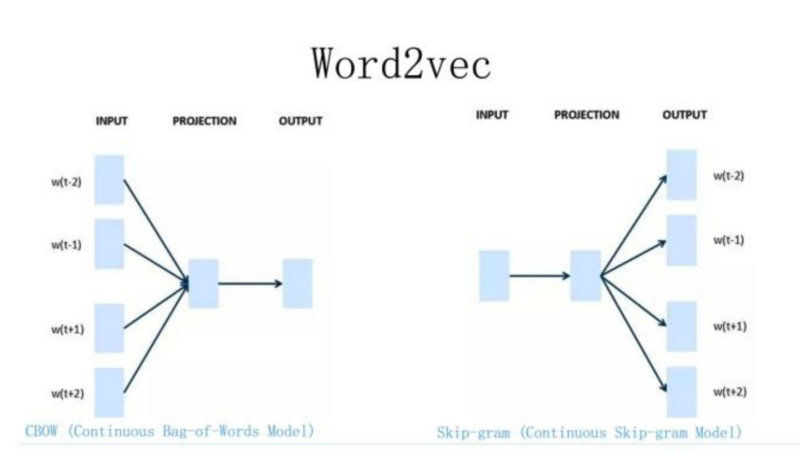 Word2vec
INPUT PROJECTION OUTPUT
w(t-2)
w(t-1)
w(t+1)
w(t+2)
CBOW (Continuous Bag-of-Words Model)
INPUT PROJECTION OUTPUT
w(t-2)
w(t-1)
w(t+1)
w(t+2)
Skip-gram (Continuous Skip-gram Model)